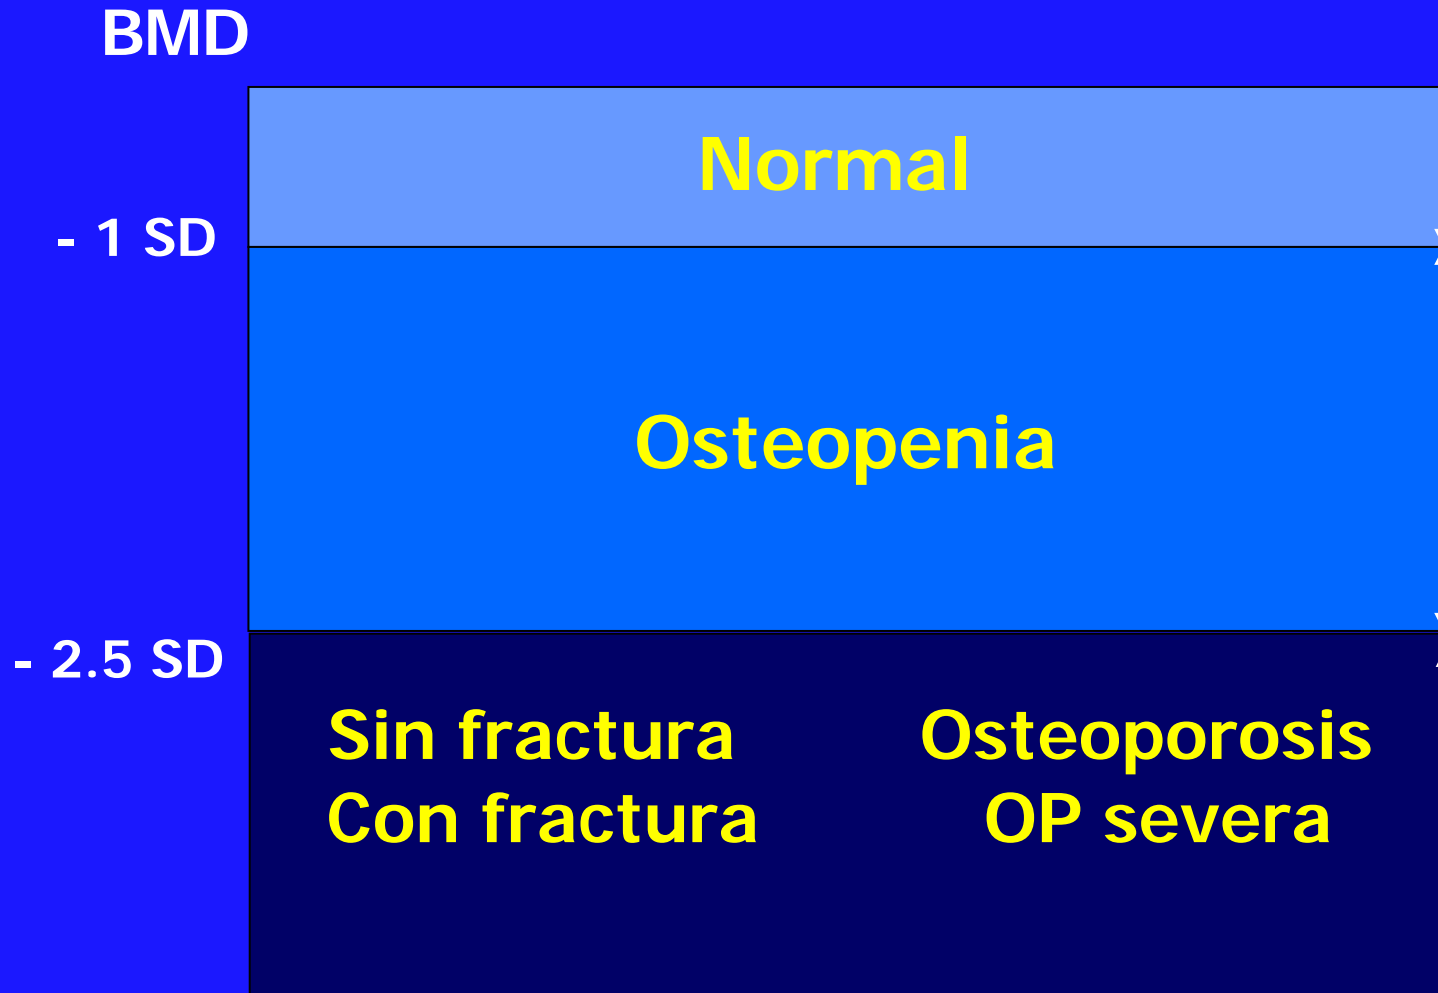 BMD
Normal
- 1 SD
Osteopenia
- 2.5 SD
Sin fractura Osteoporosis
Con fractura OP severa